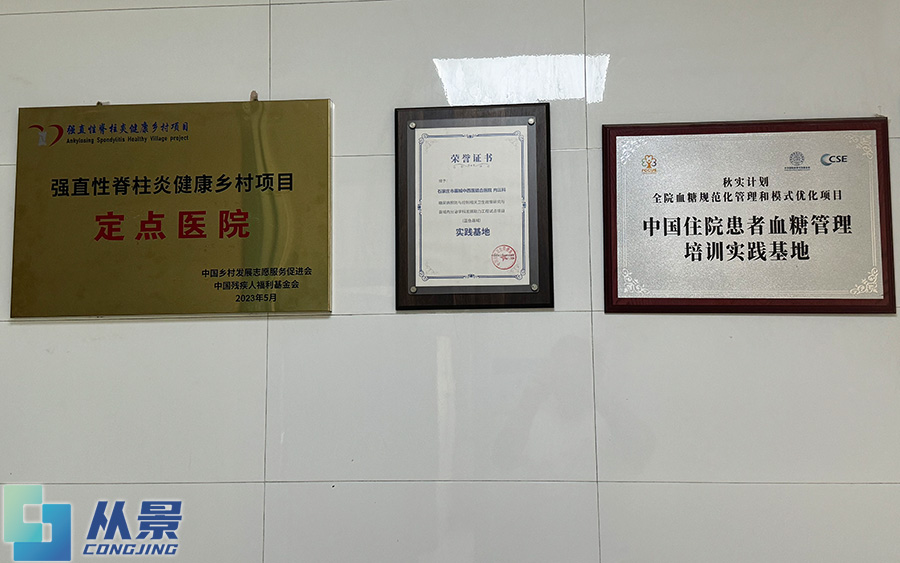 强直性脊柱炎健康乡村项目
Ankylosing Spondylitis Healthy Village project
强直性脊柱炎健康乡村项目
定点医院
中国乡村发展志愿服务促进会
中国残疾人福利基金会
2023年5月
荣誉证书
实践基地
CSE
秋实计划
全院血糖规范化管理和模式优化项目
中国住院患者血糖管理
培训实践基地
从景
CONGJING